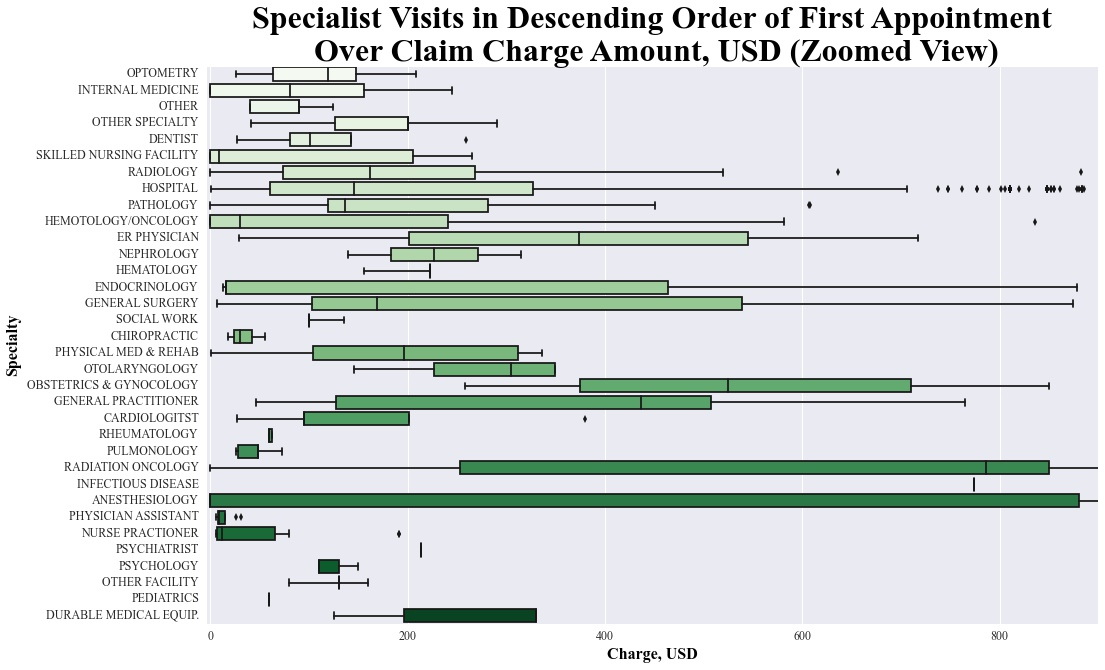 Specialist Visits in Descending Order of First Appointment
Over Claim Charge Amount, USD (Zoomed View)
Specialty
OPTOMETRY
INTERNAL MEDICINE
OTHER
OTHER SPECIALTY
DENTIST
SKILLED NURSING FACILITY
RADIOLOGY
HOSPITAL
PATHOLOGY
HEMOTOLOGY/ONCOLOGY
ER PHYSICIAN
NEPHROLOGY
HEMATOLOGY
ENDOCRINOLOGY
GENERAL SURGERY
SOCIAL WORK
CHIROPRACTIC
PHYSICAL MED & REHAB
OTOLARYNGOLOGY
OBSTETRICS & GYNOCOLOGY
GENERAL PRACTITIONER
CARDIOLOGITST
RHEUMATOLOGY
PULMONOLOGY
RADIATION ONCOLOGY
INFECTIOUS DISEASE
ANESTHESIOLOGY
PHYSICIAN ASSISTANT
NURSE PRACTIONER
PSYCHIATRIST
PSYCHOLOGY
OTHER FACILITY
PEDIATRICS
DURABLE MEDICAL EQUIP.
0 200 400 600 800
Charge, USD